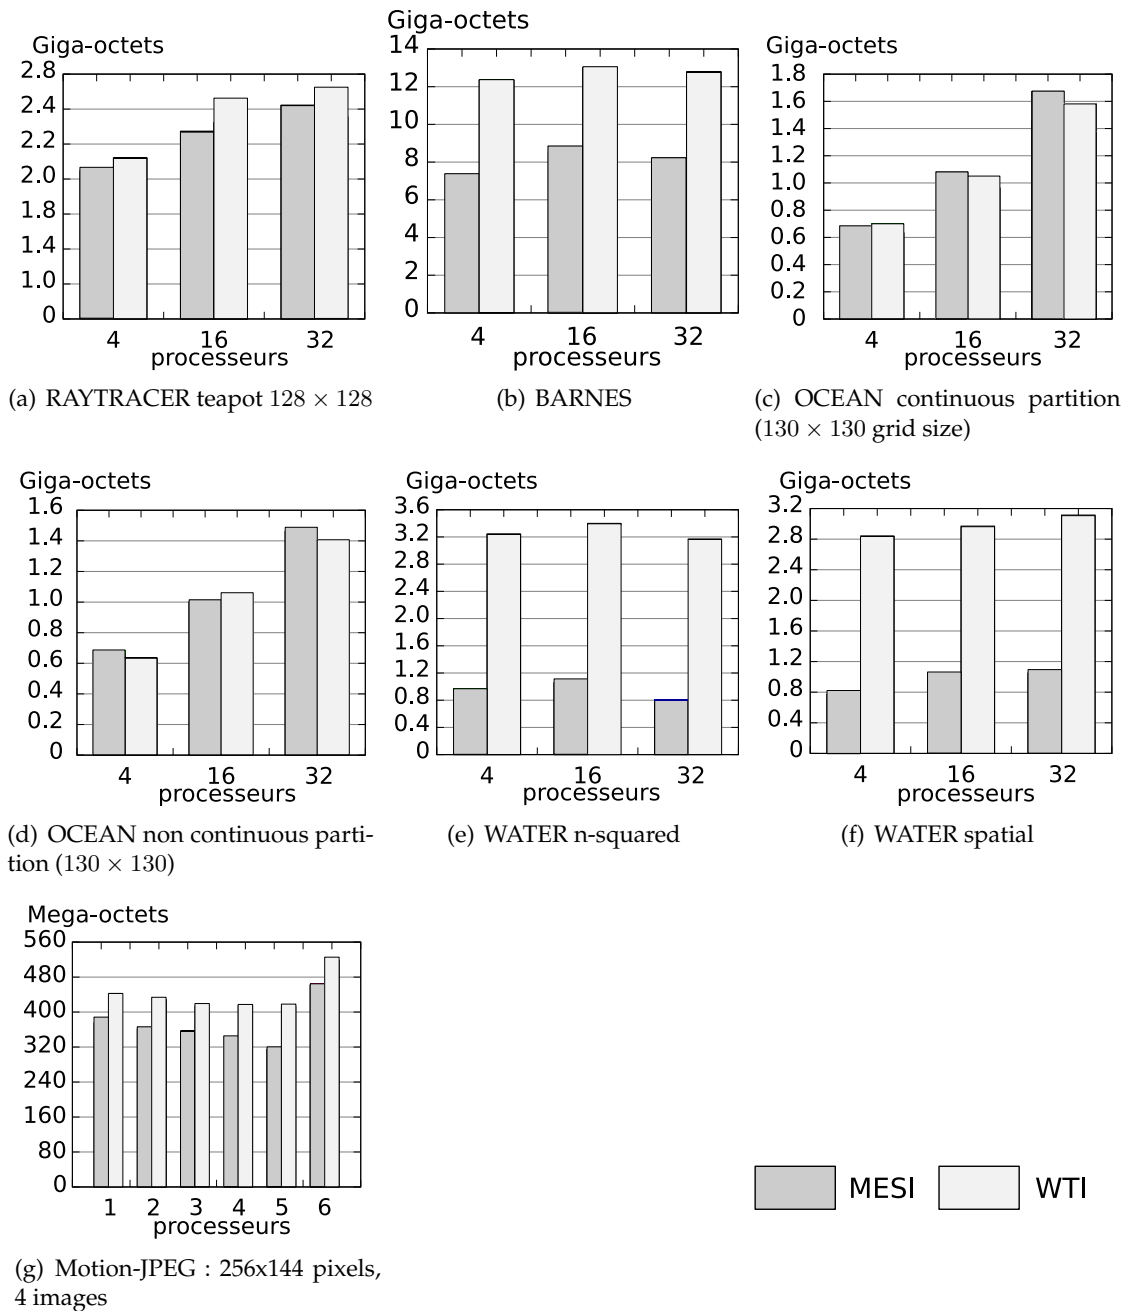 Giga-octets
2.8
2.4
2.2
2.0
1.8
1.4
1.0
0
4 16 32
processeurs
(a) RAYTRACER teapot 128 × 128
Giga-octets
14
12
10
8
6
4
2
0
4 16 32
processeurs
(b) BARNES
Giga-octets
1.8
1.6
1.4
1.2
1.0
0.8
0.6
0.4
0.2
0
4 16 32
processeurs
(c) OCEAN continuous partition
(130 × 130 grid size)
Giga-octets
1.6
1.4
1.2
1.0
0.8
0.6
0.4
0.2
0
4 16 32
processeurs
(d) OCEAN non continuous parti-
tion (130 × 130)
Giga-octets
3.6
3.2
2.8
2.4
2.0
1.6
1.2
0.8
0.4
0
4 16 32
processeurs
(e) WATER n-squared
Giga-octets
3.2
2.8
2.4
2.0
1.6
1.2
0.8
0.4
0
4 16 32
processeurs
(f) WATER spatial
Mega-octets
560
480
400
320
240
160
80
0
1 2 3 4 5 6
processeurs
(g) Motion-JPEG : 256x144 pixels,
4 images
MESI WTI